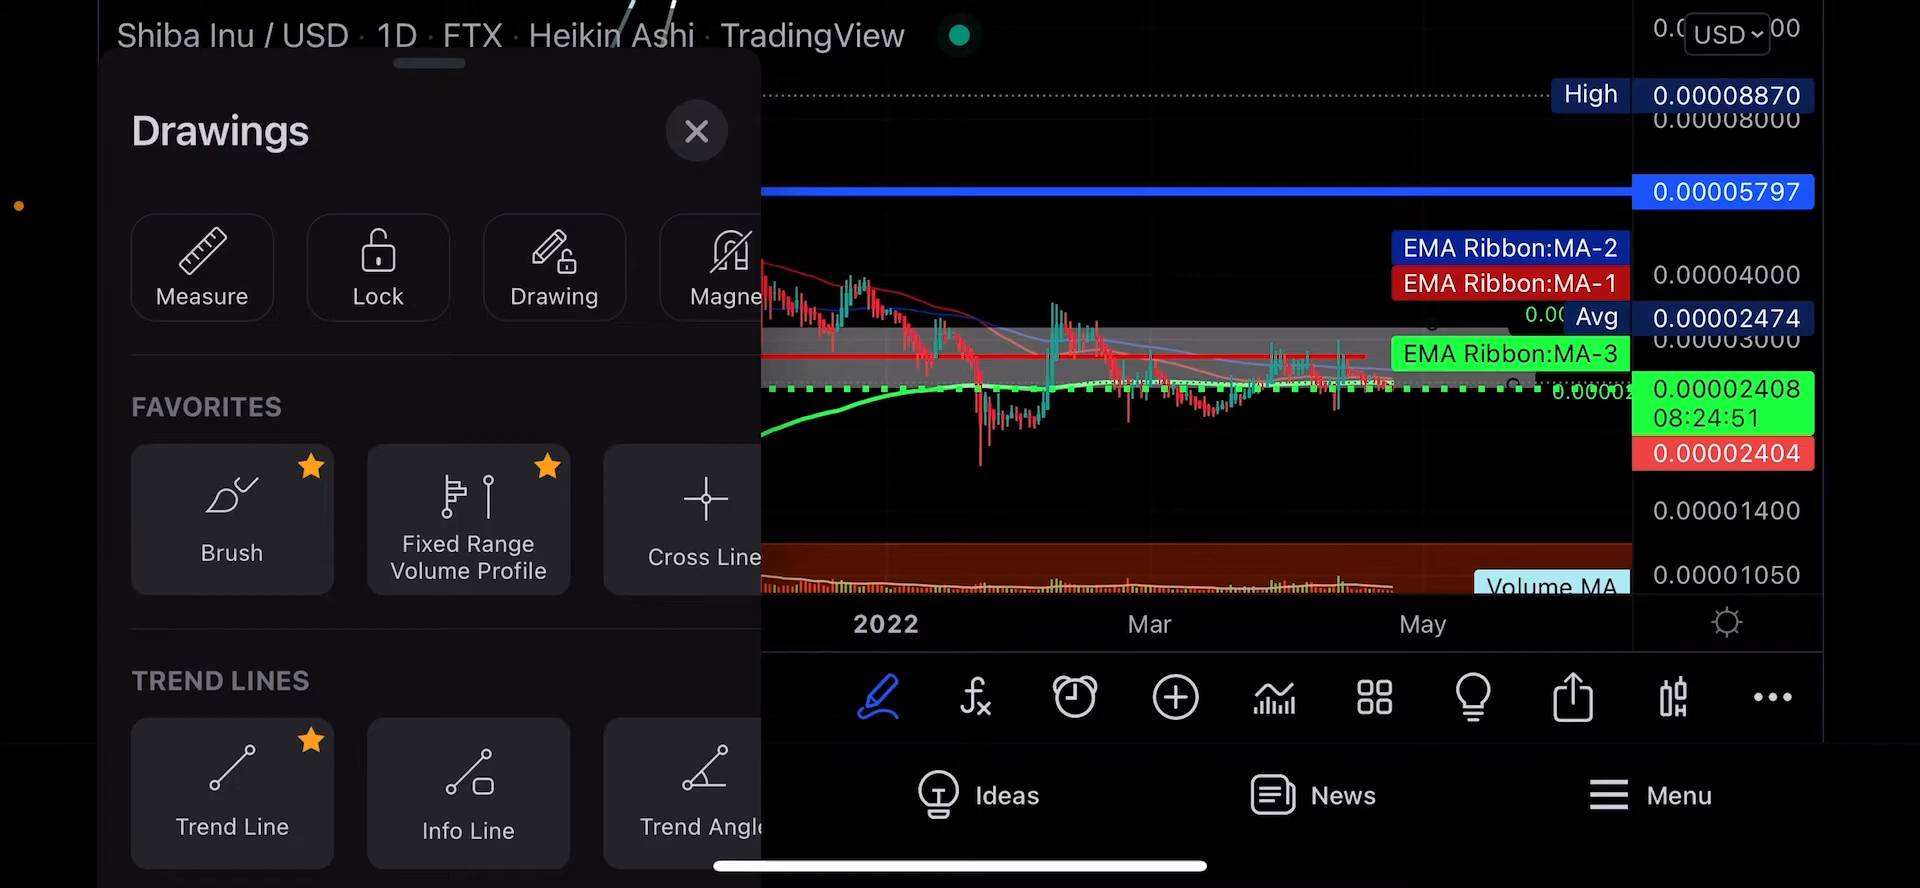 Shiba Inu / USD · 1D · FTX · Heikin Ashi · TradingView
USD
High
0.00008870
0.00008000
Drawings
0.00005797
Measure
Lock
Drawing
Magne
EMA Ribbon:MA-2
EMA Ribbon:MA-1
0.00004000
Avg
0.00002474
0.00003000
EMA Ribbon:MA-3
0.00002408
08:24:51
0.00002404
FAVORITES
Brush
Fixed Range
Volume Profile
Cross Line
0.00001400
0.00001050
Volume MA
2022
Mar
May
TREND LINES
Trend Line
Info Line
Trend Angle
Ideas
News
Menu